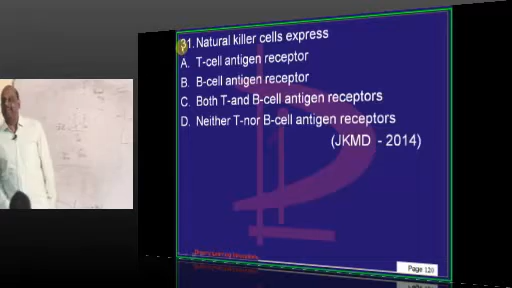 31. Natural killer cells express
A. T-cell antigen receptor
B. B-cell antigen receptor
C. Both T-and B-cell antigen receptors
D. Neither T-nor B-cell antigen receptors
(JKMD - 2014)
Page 120